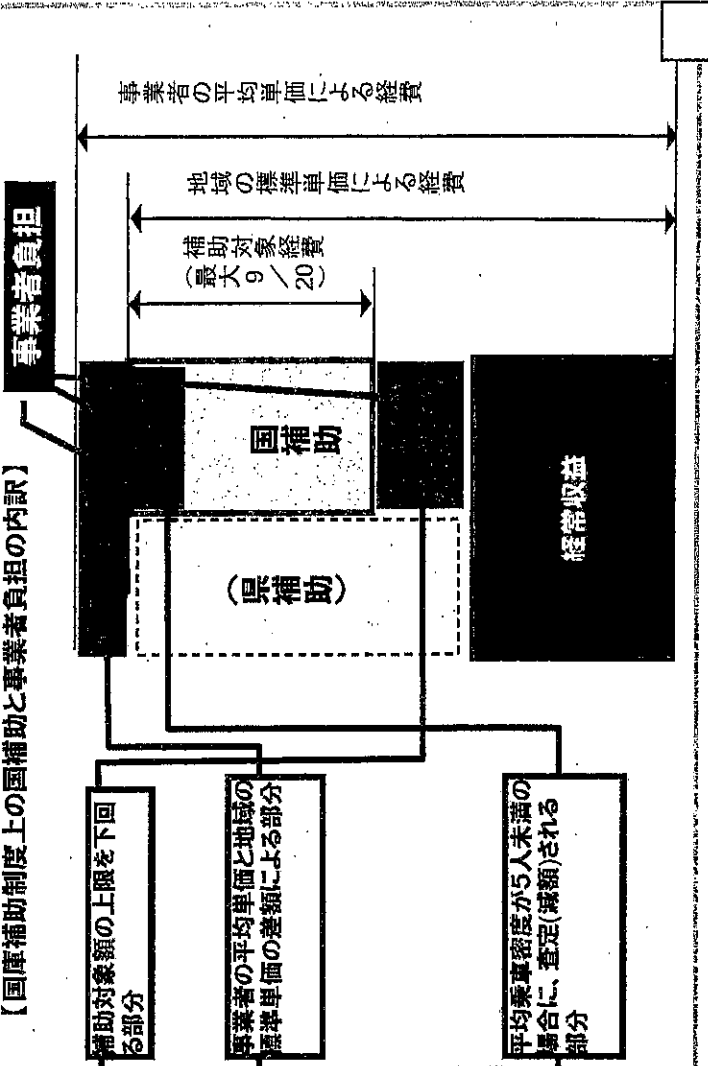 【国庫補助制度上の国補助と事業者負担の内訳】
事業者負担
事業者の平均単価による経費
地域の標準単価による経費
補助対象経費
(最大9/20)
国補助
(県補助)
経常収益
補助対象額の上限を下回
る部分
事業者の平均単価と地域の
標準単価の差額による部分
平均乗車密度が5人未満の
場合に、査定(減額)される
部分